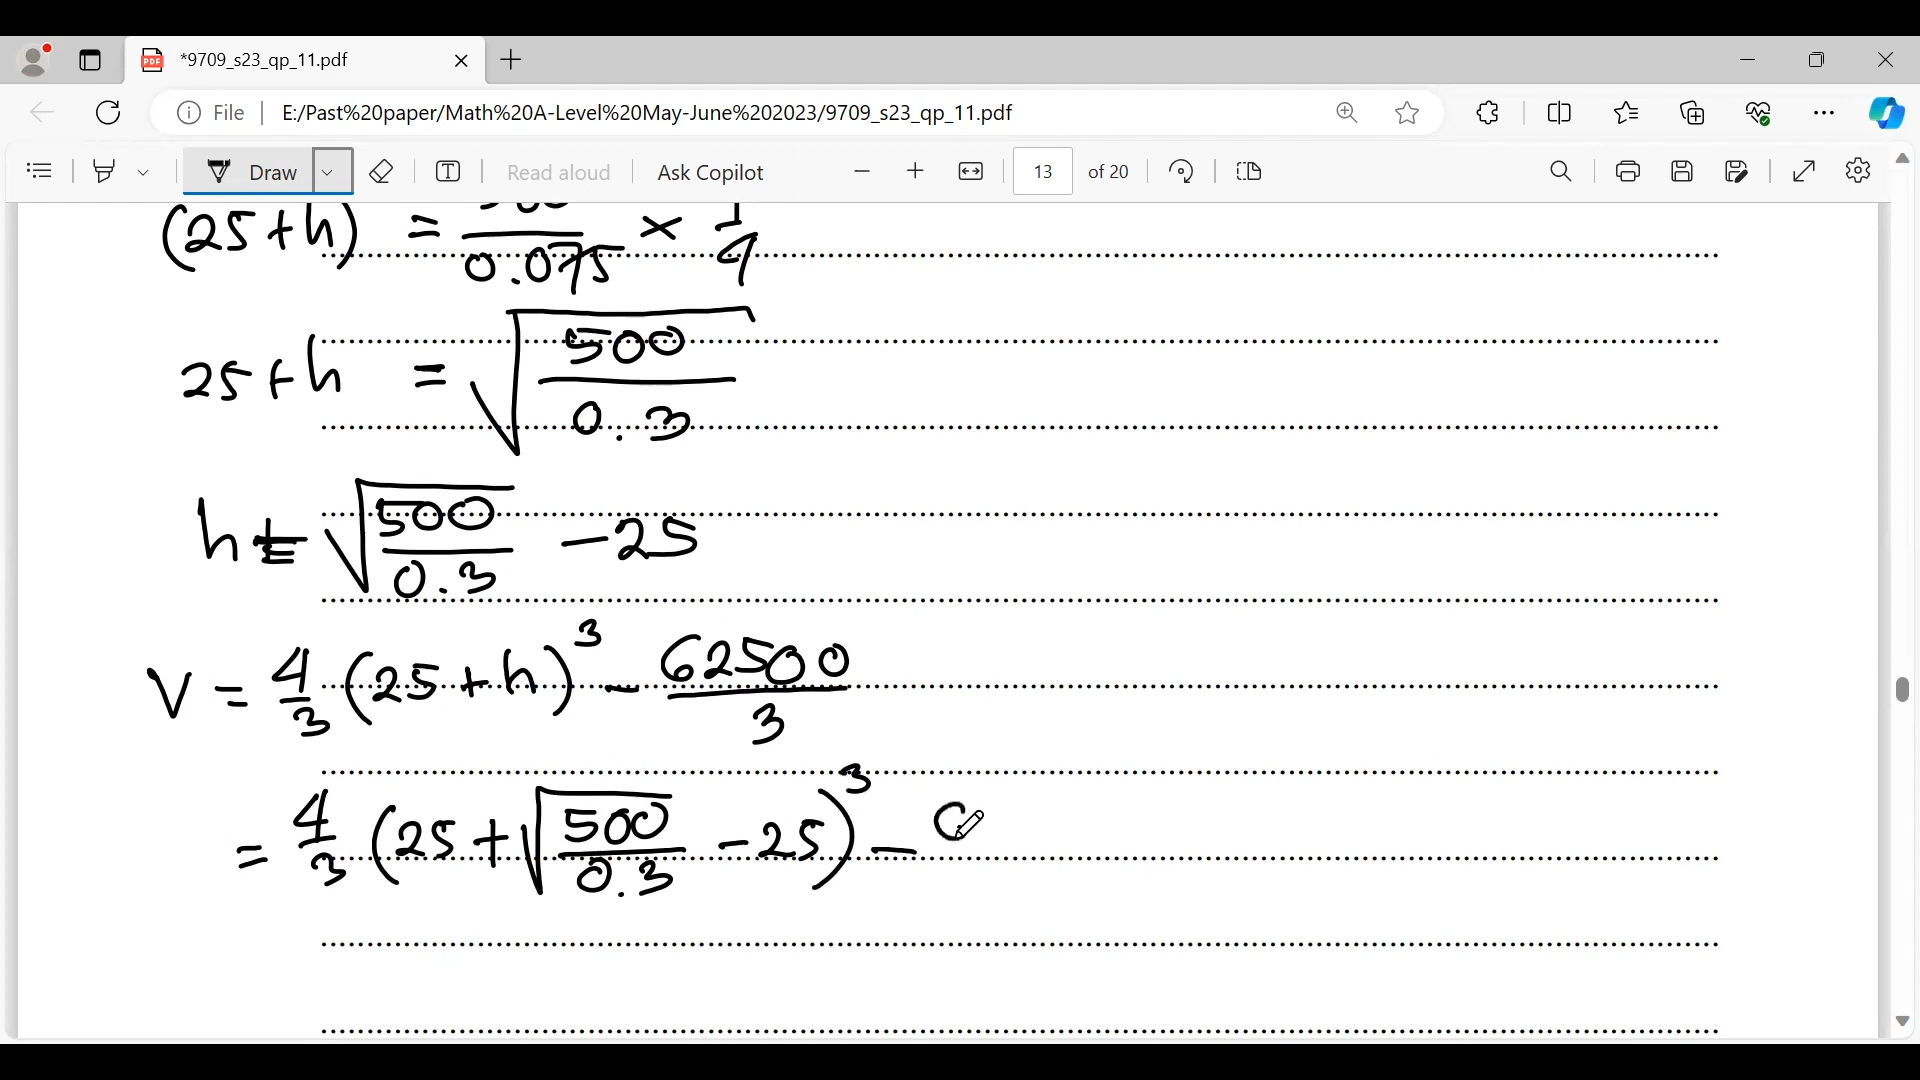 *9709_s23_qp_11.pdf
File E:/Past%20paper/Math%20A-Level%20May-June%202023/9709_s23_qp_11.pdf
Draw Read aloud Ask Copilot 13 of 20
(25+h) = 500/0.075 × 1/4
25+h = √(500/0.3)
h = √(500/0.3) - 25
V = 4/3 (25+h)³ - 62500/3
= 4/3 (25+√(500/0.3) - 25)³ -